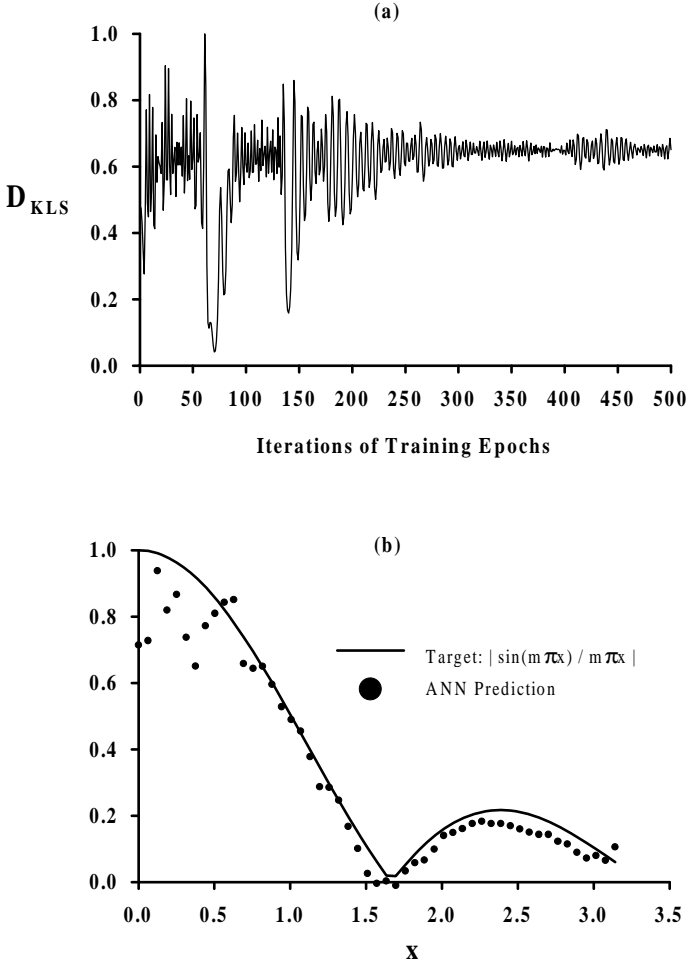 (a)
1.0
0.8
0.6
0.4
0.2
0.0
D KLS
0 50 100 150 200 250 300 350 400 450 500
Iterations of Training Epochs
(b)
1.0
0.8
0.6
0.4
0.2
0.0
Target: | sin(mπx) / mπx |
ANN Prediction
0.0 0.5 1.0 1.5 2.0 2.5 3.0 3.5
x